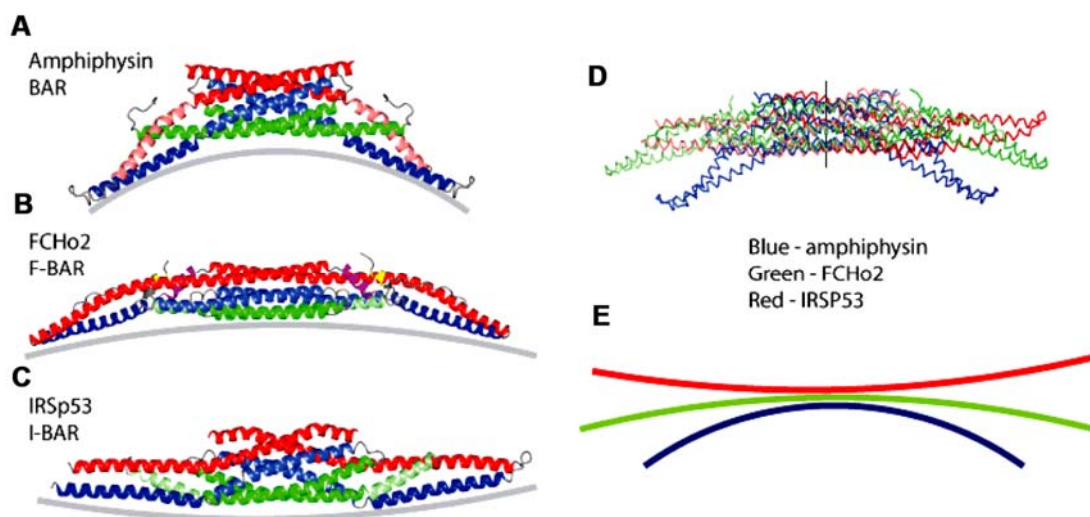 A
Amphiphysin
BAR
B
FCHo2
F-BAR
C
IRSp53
I-BAR
D
Blue - amphiphysin
Green - FCHo2
Red - IRSP53
E